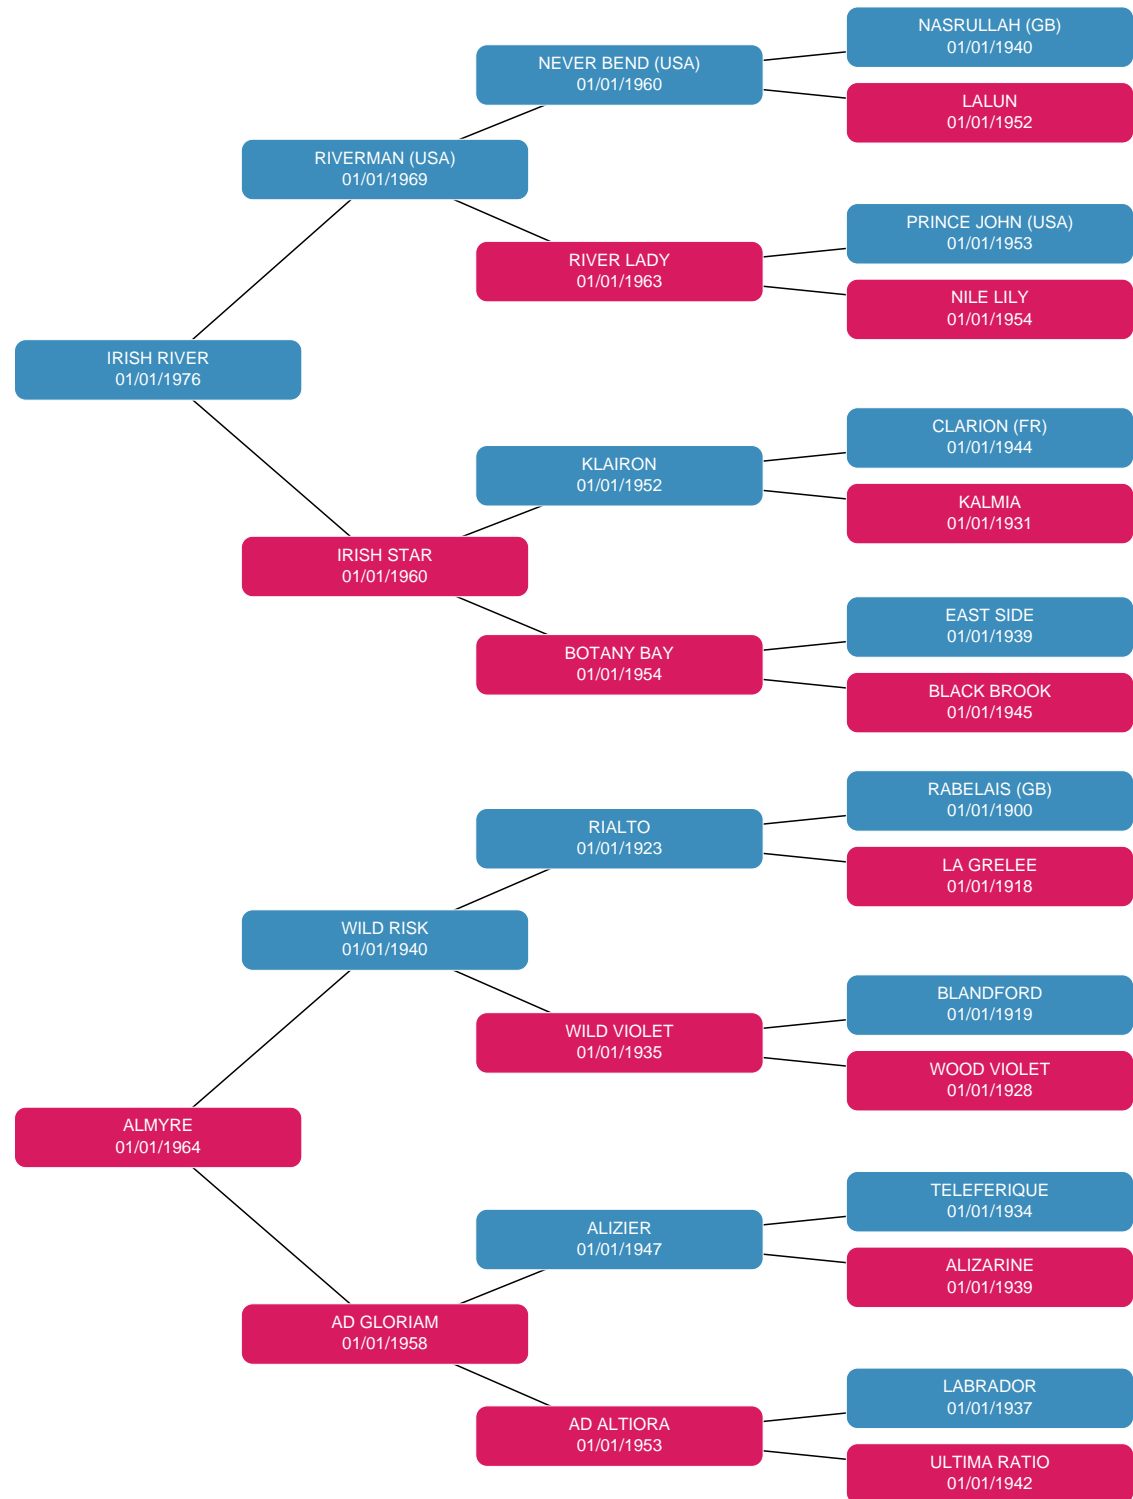 NASRULLAH (GB)
01/01/1940
NEVER BEND (USA)
01/01/1960
LALUN
01/01/1952
RIVERMAN (USA)
01/01/1969
PRINCE JOHN (USA)
01/01/1953
RIVER LADY
01/01/1963
NILE LILY
01/01/1954
IRISH RIVER
01/01/1976
CLARION (FR)
01/01/1944
KLAIRON
01/01/1952
KALMIA
01/01/1931
IRISH STAR
01/01/1960
EAST SIDE
01/01/1939
BOTANY BAY
01/01/1954
BLACK BROOK
01/01/1945
RABELAIS (GB)
01/01/1900
RIALTO
01/01/1923
LA GRELEE
01/01/1918
WILD RISK
01/01/1940
BLANDFORD
01/01/1919
WILD VIOLET
01/01/1935
WOOD VIOLET
01/01/1928
ALMYRE
01/01/1964
TELEFERIQUE
01/01/1934
ALIZIER
01/01/1947
ALIZARINE
01/01/1939
AD GLORIAM
01/01/1958
LABRADOR
01/01/1937
AD ALTIORA
01/01/1953
ULTIMA RATIO
01/01/1942